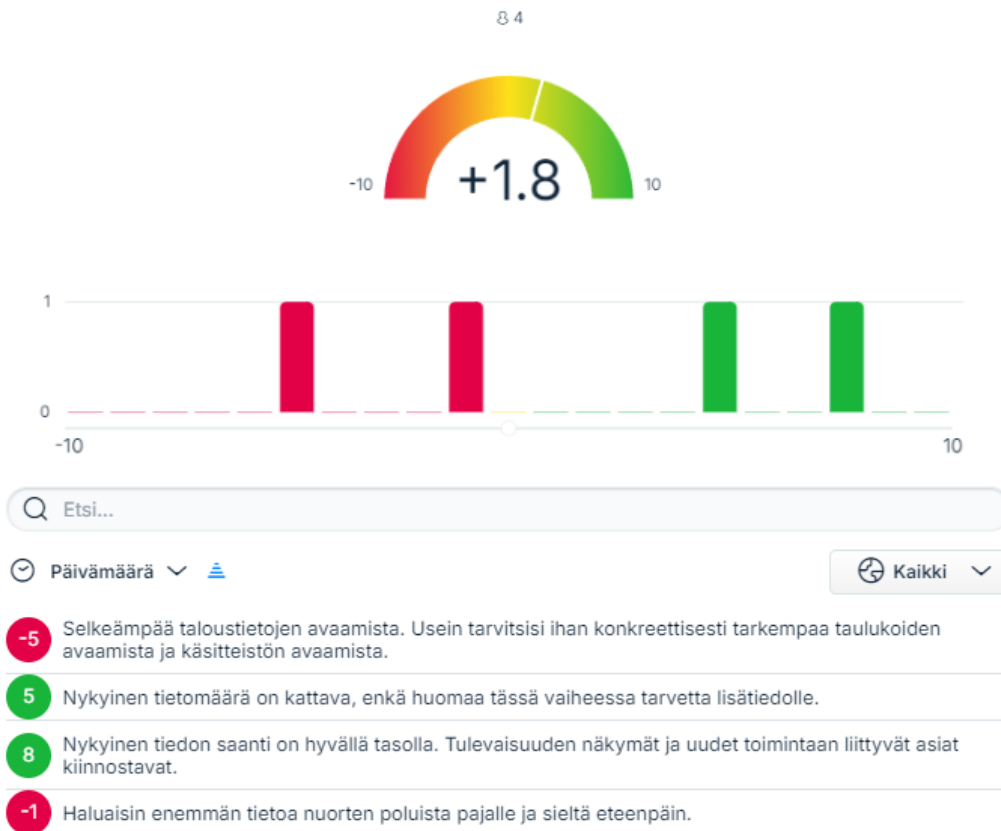 4
+1.8
-10
10
1
0
-10
10
Etsi...
Päivämäärä
Kaikki
-5
Selkeämpää taloustietojen avaamista. Usein tarvitsisi ihan konkreettisesti tarkempaa taulukoiden
avaamista ja käsitteistön avaamista.
5
Nykyinen tietomäärä on kattava, enkä huomaa tässä vaiheessa tarvetta lisätiedolle.
8
Nykyinen tiedon saanti on hyvällä tasolla. Tulevaisuuden näkymät ja uudet toimintaan liittyvät asiat
kiinnostavat.
-1
Haluaisin enemmän tietoa nuorten poluista pajalle ja sieltä eteenpäin.